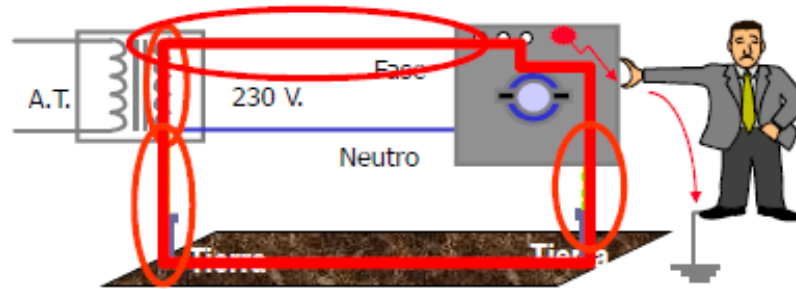 Fase
A.T.
230 V.
Neutro
Tierra
Tierra